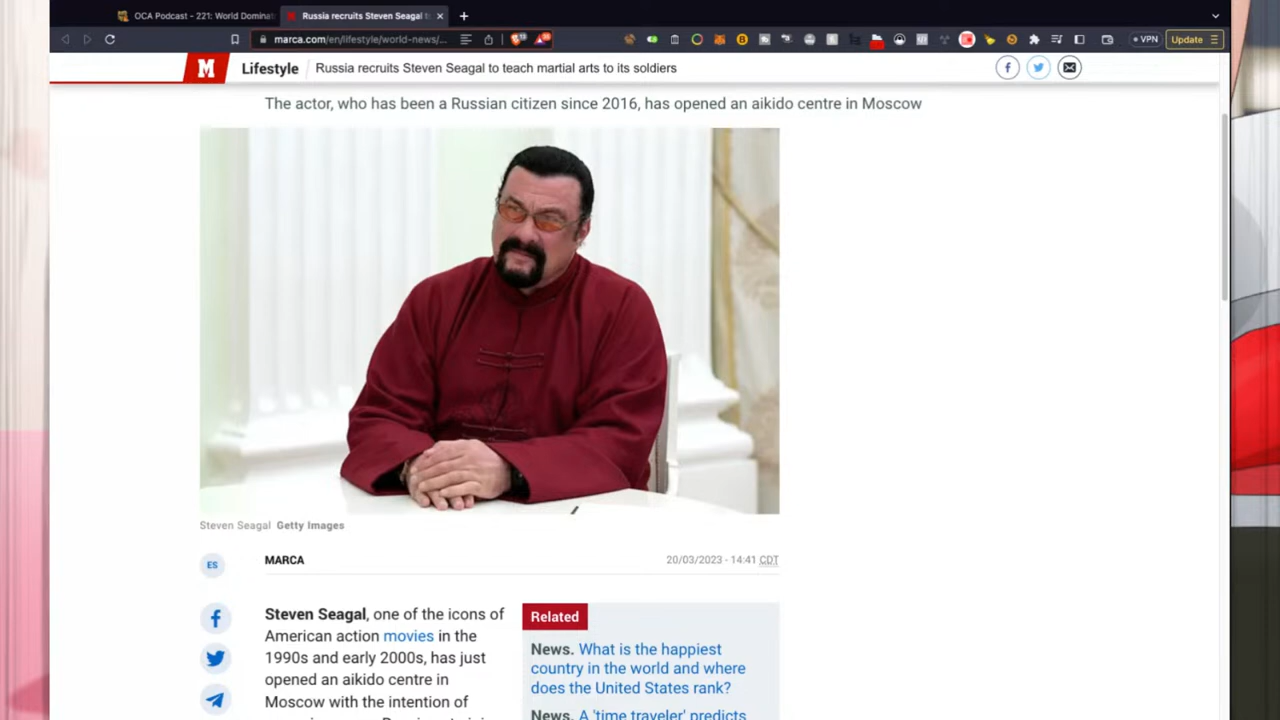 OCA Podcast - 221: World Dominat
Russia recruits Steven Seagal t
marca.com/en/lifestyle/world-news/...
VPN
Update
M
Lifestyle
Russia recruits Steven Seagal to teach martial arts to its soldiers
The actor, who has been a Russian citizen since 2016, has opened an aikido centre in Moscow
Steven Seagal Getty Images
ES
MARCA
20/03/2023 - 14:41 CDT
Steven Seagal, one of the icons of
American action movies in the
1990s and early 2000s, has just
opened an aikido centre in
Moscow with the intention of
Related
News. What is the happiest
country in the world and where
does the United States rank?
News. A 'time traveler' predicts